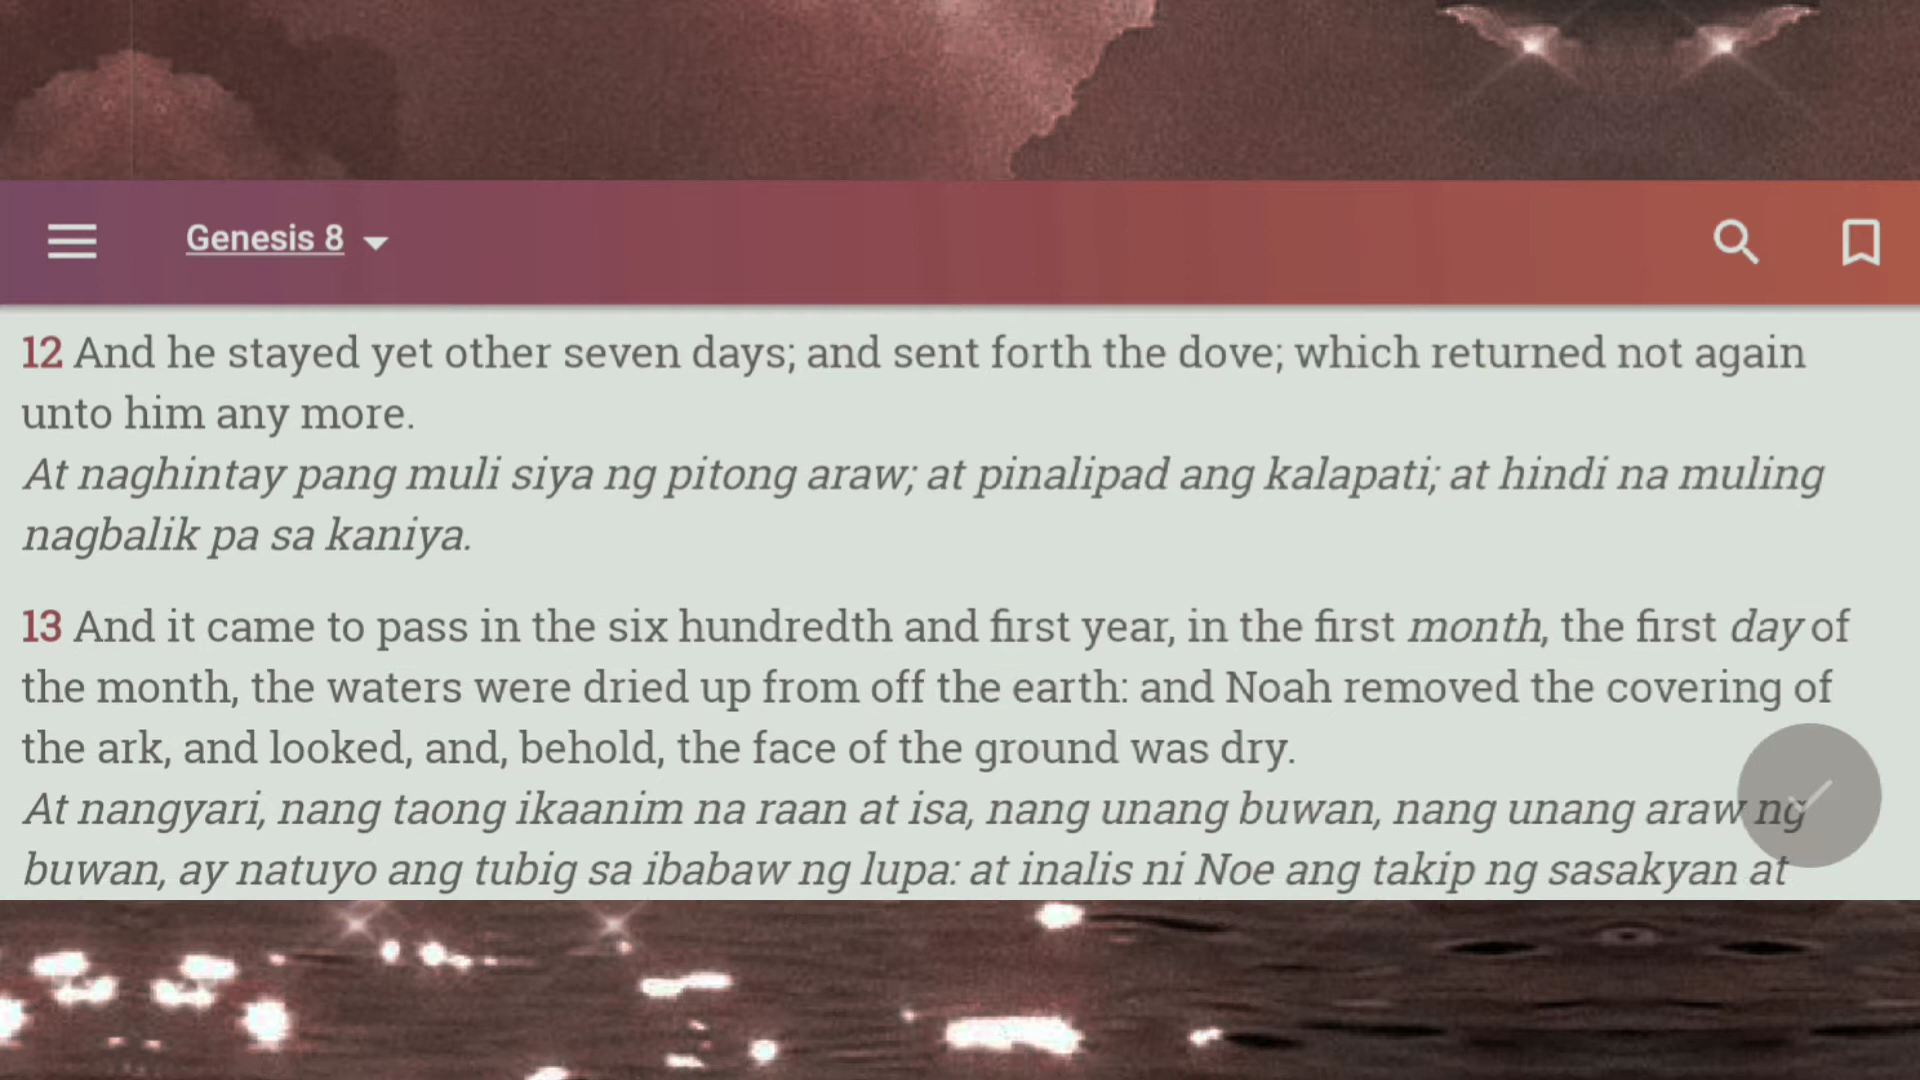 Genesis 8
12 And he stayed yet other seven days; and sent forth the dove; which returned not again
unto him any more.
At naghintay pang muli siya ng pitong araw; at pinalipad ang kalapati; at hindi na muling
nagbalik pa sa kaniya.
13 And it came to pass in the six hundredth and first year, in the first month, the first day of
the month, the waters were dried up from off the earth: and Noah removed the covering of
the ark, and looked, and, behold, the face of the ground was dry.
At nangyari, nang taong ikaanim na raan at isa, nang unang buwan, nang unang araw ng
buwan, ay natuyo ang tubig sa ibabaw ng lupa: at inalis ni Noe ang takip ng sasakyan at